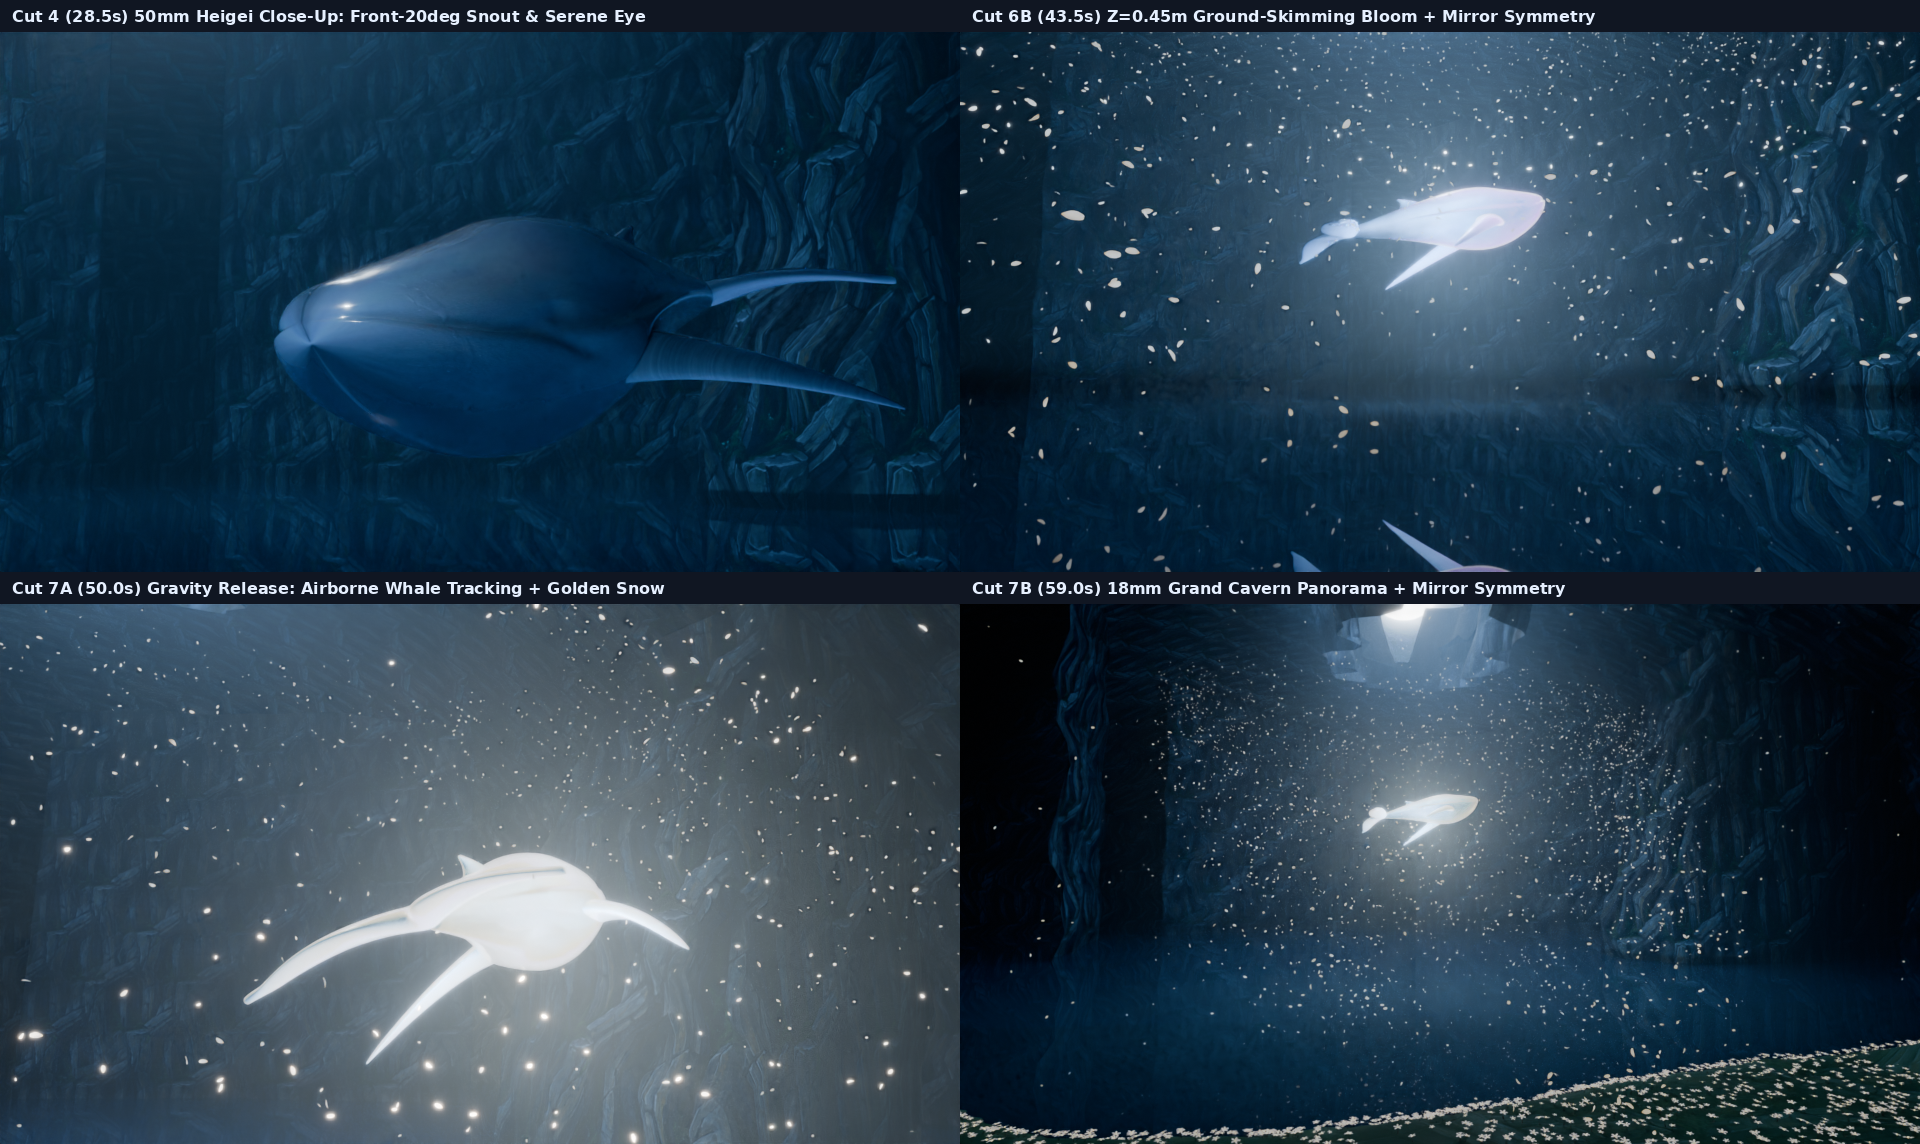 Cut 4 (28.5s) 50mm Heigei Close-Up: Front-20deg Snout & Serene Eye
Cut 6B (43.5s) Z=0.45m Ground-Skimming Bloom + Mirror Symmetry
Cut 7A (50.0s) Gravity Release: Airborne Whale Tracking + Golden Snow
Cut 7B (59.0s) 18mm Grand Cavern Panorama + Mirror Symmetry